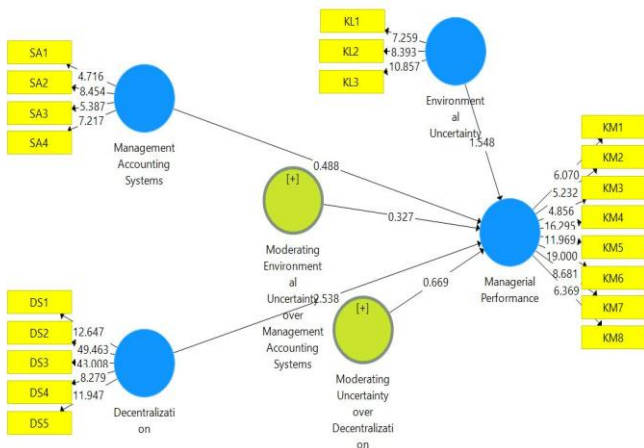 SA1
SA2
SA3
SA4
4.716
8.454
5.387
7.217
Management
Accounting
Systems
KL1
KL2
KL3
7.259
8.393
10.857
Environment
al
Uncertainty
1.548
0.488
[+]
0.327
Moderating
Environment
al
Uncertainty
over
Management
Accounting
Systems
2.538
0.669
[+]
Moderating
Uncertainty
over
Decentralizati
on
DS1
DS2
DS3
DS4
DS5
12.647
49.463
43.008
8.279
11.947
Decentralizati
on
Managerial
Performance
6.070
5.232
4.856
16.295
11.969
19.000
8.681
6.369
KM1
KM2
KM3
KM4
KM5
KM6
KM7
KM8